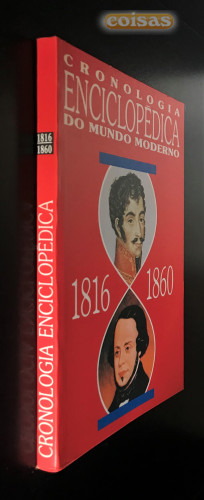 coisas
CRONOLOGIA
ENCICLOPÉDICA
DO MUNDO MODERNO
1816
1860
1816
1860
CRONOLOGIA ENCICLOPÉDICA